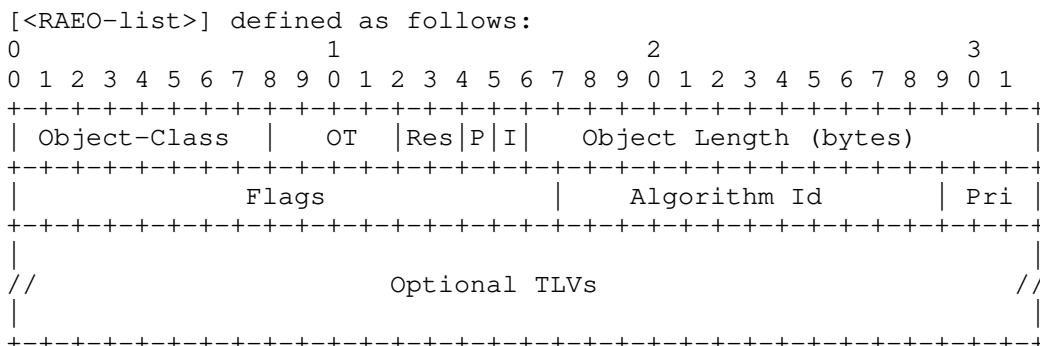 [<RAEO-list>] defined as follows:
0                   1                   2                   3
0 1 2 3 4 5 6 7 8 9 0 1 2 3 4 5 6 7 8 9 0 1 2 3 4 5 6 7 8 9 0 1
+-+-+-+-+-+-+-+-+-+-+-+-+-+-+-+-+-+-+-+-+-+-+-+-+-+-+-+-+-+-+-+-+
| Object-Class  |   OT  |Res|P|I|   Object Length (bytes)       |
+-+-+-+-+-+-+-+-+-+-+-+-+-+-+-+-+-+-+-+-+-+-+-+-+-+-+-+-+-+-+-+-+
|              Flags              |    Algorithm Id       | Pri |
+-+-+-+-+-+-+-+-+-+-+-+-+-+-+-+-+-+-+-+-+-+-+-+-+-+-+-+-+-+-+-+-+
|                                                               |
//                      Optional TLVs                          //
|                                                               |
+-+-+-+-+-+-+-+-+-+-+-+-+-+-+-+-+-+-+-+-+-+-+-+-+-+-+-+-+-+-+-+-+